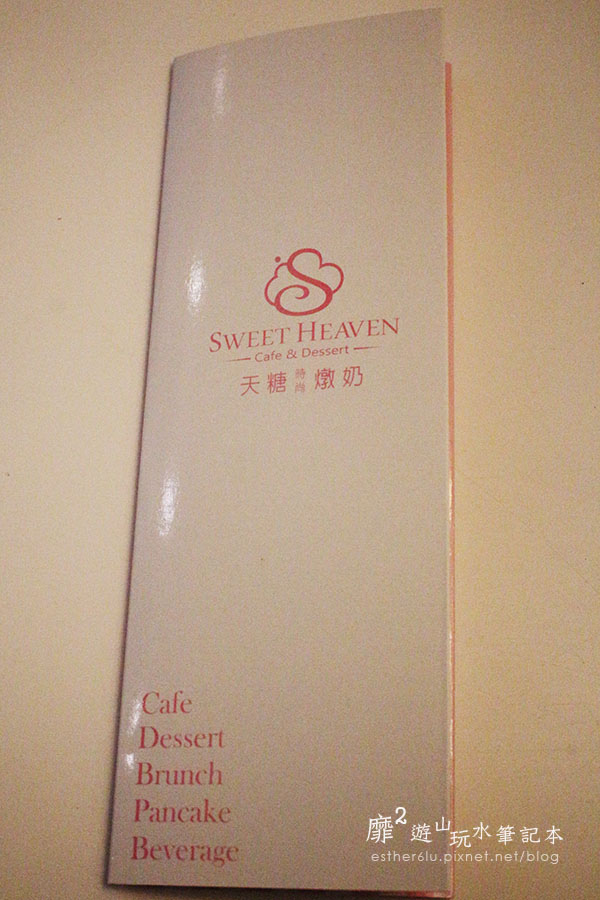 SWEET HEAVEN
Cafe & Dessert
天糖 時尚 燉奶
Cafe
Dessert
Brunch
Pancake
Beverage
靡2遊山玩水筆記本
esther6lu.pixnet.net/blog